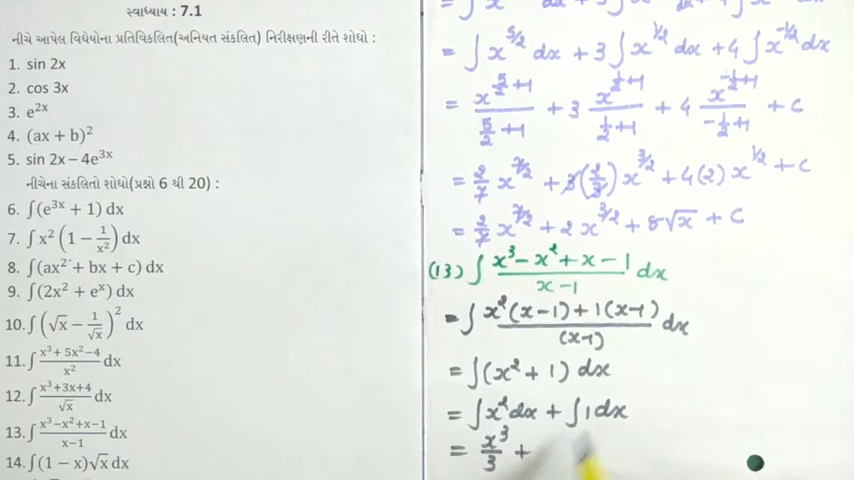 સ્વાધ્યાય : 7.1
નીચે આપેલ વિધેયોના પ્રતિવિકલિત(અનિયત સંકલિત) નિરીક્ષણની રીતે શોધો :
1. sin 2x
2. cos 3x
3. e^{2x}
4. (ax + b)^2
5. sin 2x – 4e^{3x}
નીચેના સંકલિતો શોધો(પ્રશ્નો 6 થી 20) :
6. ∫(e^{3x} + 1) dx
7. ∫x^2 (1 − 1/x^2) dx
8. ∫(ax^2 + bx + c) dx
9. ∫(2x^2 + e^x) dx
10. ∫(√x − 1/√x)^2 dx
11. ∫ (x^3 + 5x^2 − 4)/x^2 dx
12. ∫ (x^3+3x+4)/√x dx
13. ∫ (x^3−x^2+x−1)/(x−1) dx
14. ∫(1 − x)√x dx
= ∫x^{5/2} dx + 3∫x^{1/2} dx + 4∫x^{-1/2} dx
= x^{5/2+1}/(5/2+1) + 3 x^{1/2+1}/(1/2+1) + 4 x^{-1/2+1}/(-1/2+1) + c
= 2/7 x^{7/2} + 3(2/3) x^{3/2} + 4(2) x^{1/2} + c
= 2/7 x^{7/2} + 2x^{3/2} + 8√x + c
(13) ∫ (x^3 − x^2 + x − 1)/(x−1) dx
= ∫ (x^2(x−1) + 1(x−1))/(x−1) dx
= ∫(x^2 + 1) dx
= ∫x^2 dx + ∫1 dx
= x^3/3 +